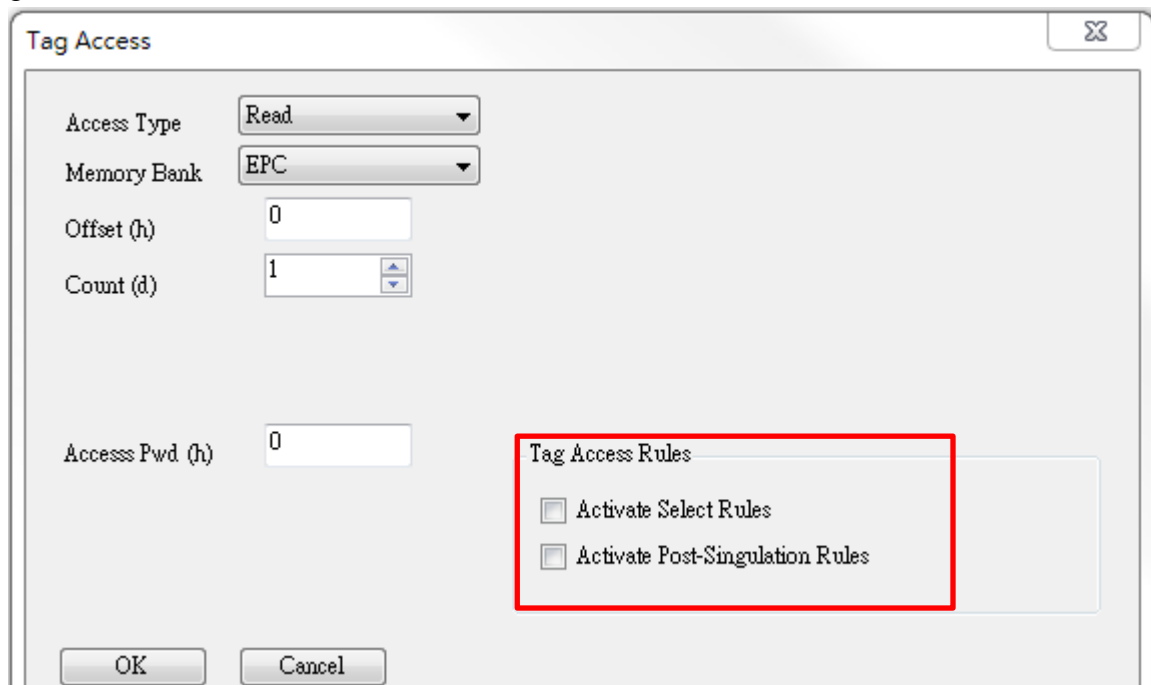 Tag Access
Access Type Read
Memory Bank EPC
Offset (h) 0
Count (d) 1
Accesss Pwd (h) 0
Tag Access Rules
Activate Select Rules
Activate Post-Singulation Rules
OK Cancel